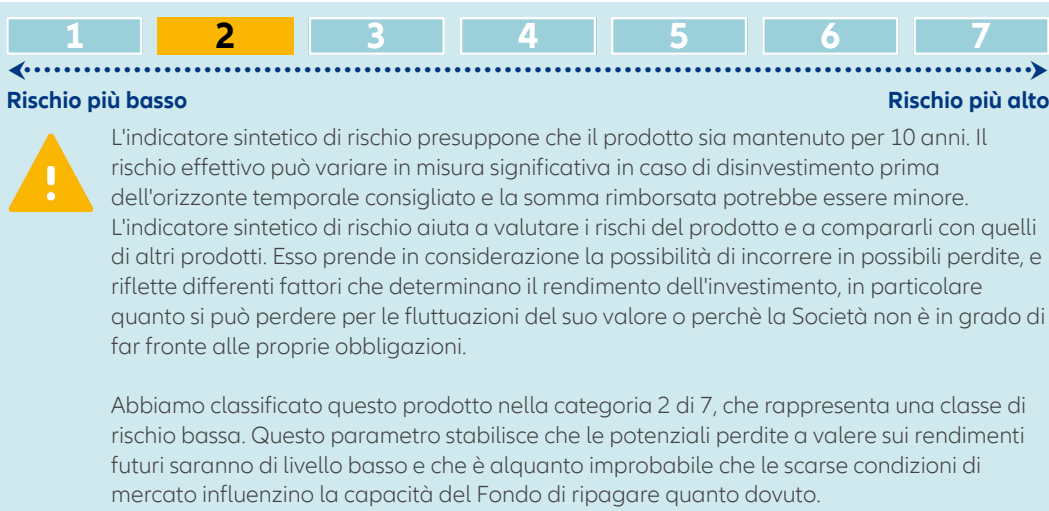 1 2 3 4 5 6 7
Rischio più basso Rischio più alto
L'indicatore sintetico di rischio presuppone che il prodotto sia mantenuto per 10 anni. Il
rischio effettivo può variare in misura significativa in caso di disinvestimento prima
dell'orizzonte temporale consigliato e la somma rimborsata potrebbe essere minore.
L'indicatore sintetico di rischio aiuta a valutare i rischi del prodotto e a compararli con quelli
di altri prodotti. Esso prende in considerazione la possibilità di incorrere in possibili perdite, e
riflette differenti fattori che determinano il rendimento dell'investimento, in particolare
quanto si può perdere per le fluttuazioni del suo valore o perchè la Società non è in grado di
far fronte alle proprie obbligazioni.
Abbiamo classificato questo prodotto nella categoria 2 di 7, che rappresenta una classe di
rischio bassa. Questo parametro stabilisce che le potenziali perdite a valere sui rendimenti
futuri saranno di livello basso e che è alquanto improbabile che le scarse condizioni di
mercato influenzino la capacità del Fondo di ripagare quanto dovuto.